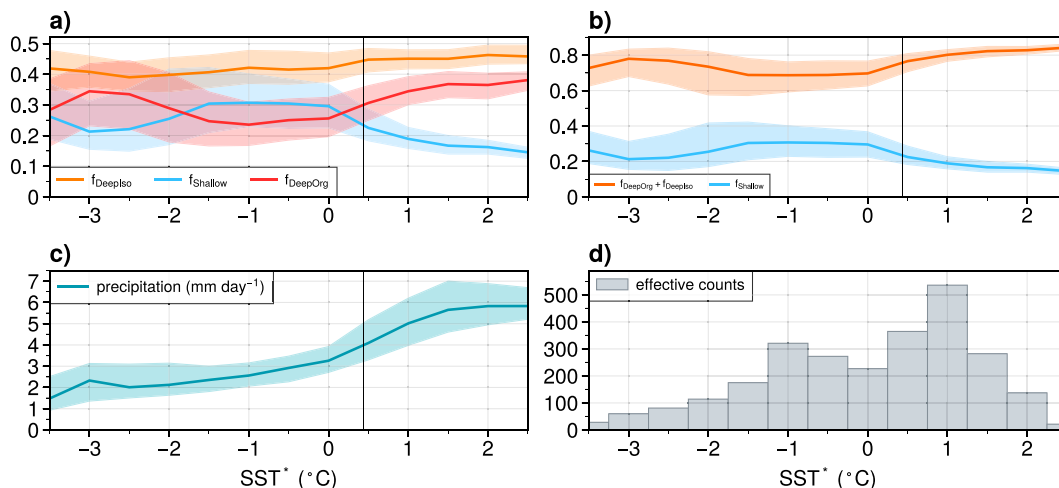 a)
0.5
0.4
0.3
0.2
0.1
0
f_DeepIso f_Shallow f_DeepOrg
−3 −2 −1 0 1 2
b)
0.8
0.6
0.4
0.2
0
f_DeepOrg + f_DeepIso f_Shallow
−3 −2 −1 0 1 2
c)
7
6
5
4
3
2
1
0
precipitation (mm day⁻¹)
−3 −2 −1 0 1 2
SST* (°C)
d)
500
400
300
200
100
0
effective counts
−3 −2 −1 0 1 2
SST* (°C)